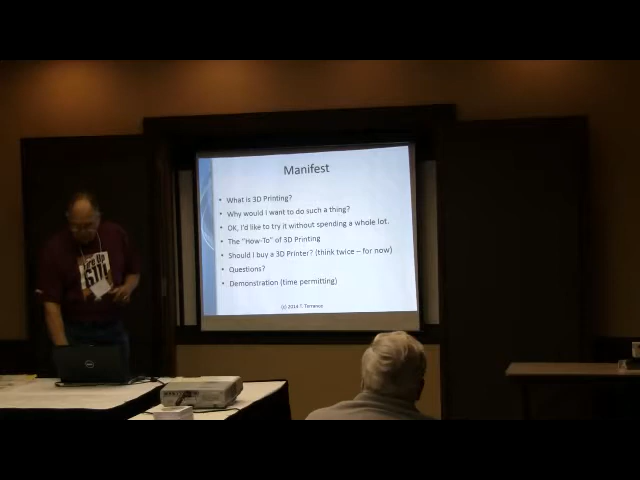 Manifest
• What is 3D Printing?
• Why would I want to do such a thing?
• OK, I'd like to try it without spending a whole lot.
• The "How-To" of 3D Printing
• Should I buy a 3D Printer? (think twice – for now)
• Questions?
• Demonstration (time permitting)
2014 T. Terranus
DELL